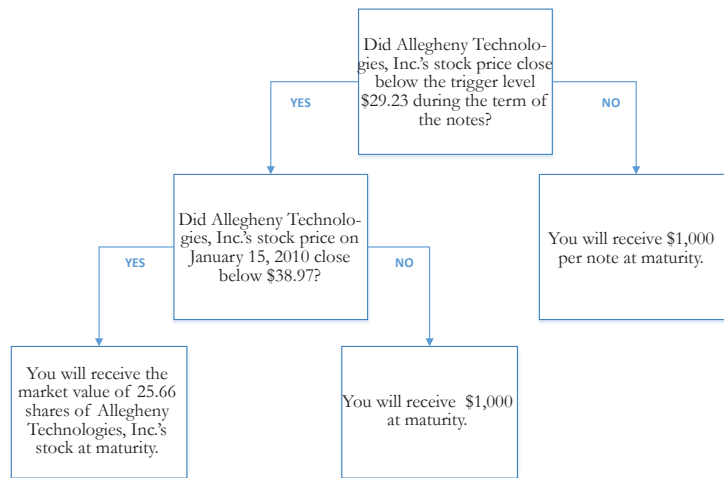 Did Allegheny Technolo-
gies, Inc.'s stock price close
below the trigger level
$29.23 during the term of
the notes?
YES
NO
Did Allegheny Technolo-
gies, Inc.'s stock price on
January 15, 2010 close
below $38.97?
You will receive $1,000
per note at maturity.
YES
NO
You will receive the
market value of 25.66
shares of Allegheny
Technologies, Inc.'s
stock at maturity.
You will receive $1,000
at maturity.